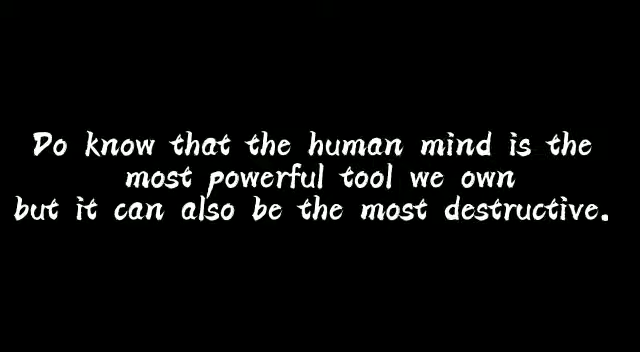 Do know that the human mind is the
most powerful tool we own
but it can also be the most destructive.